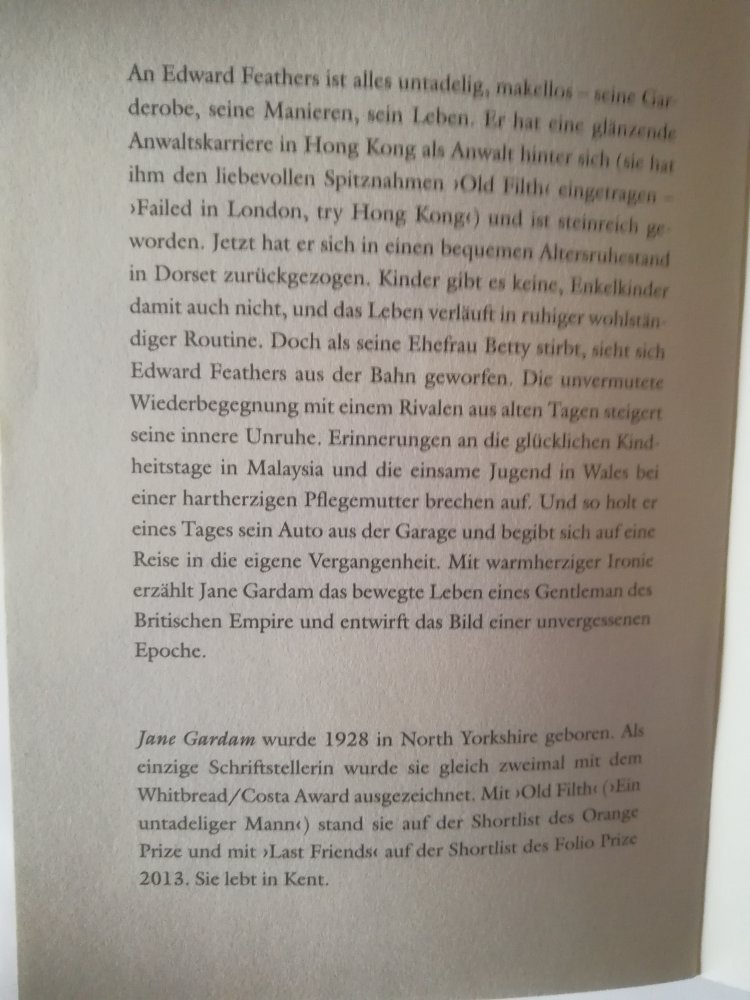 An Edward Feathers ist alles untadelig, makellos – seine Gar-
derobe, seine Manieren, sein Leben. Er hat eine glänzende
Anwaltskarriere in Hong Kong als Anwalt hinter sich (sie hat
ihm den liebevollen Spitznahmen ›Old Filth‹ eingetragen –
›Failed in London, try Hong Kong‹) und ist steinreich ge-
worden. Jetzt hat er sich in einen bequemen Altersruhestand
in Dorset zurückgezogen. Kinder gibt es keine, Enkelkinder
damit auch nicht, und das Leben verläuft in ruhiger wohlstän-
diger Routine. Doch als seine Ehefrau Betty stirbt, sieht sich
Edward Feathers aus der Bahn geworfen. Die unvermutete
Wiederbegegnung mit einem Rivalen aus alten Tagen steigert
seine innere Unruhe. Erinnerungen an die glücklichen Kind-
heitstage in Malaysia und die einsame Jugend in Wales bei
einer hartherzigen Pflegemutter brechen auf. Und so holt er
eines Tages sein Auto aus der Garage und begibt sich auf eine
Reise in die eigene Vergangenheit. Mit warmherziger Ironie
erzählt Jane Gardam das bewegte Leben eines Gentleman des
Britischen Empire und entwirft das Bild einer unvergessenen
Epoche.
Jane Gardam wurde 1928 in North Yorkshire geboren. Als
einzige Schriftstellerin wurde sie gleich zweimal mit dem
Whitbread/Costa Award ausgezeichnet. Mit ›Old Filth‹ (›Ein
untadeliger Mann‹) stand sie auf der Shortlist des Orange
Prize und mit ›Last Friends‹ auf der Shortlist des Folio Prize
2013. Sie lebt in Kent.